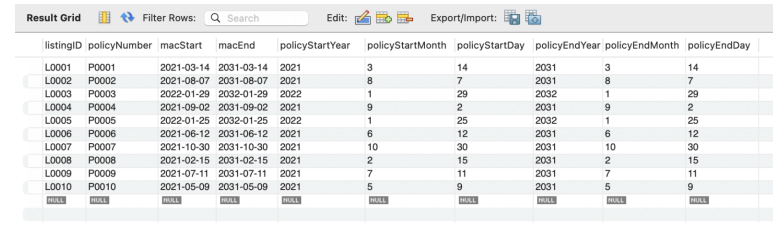 Result Grid Filter Rows: Search Edit: Export/Import:
listingID policyNumber macStart macEnd policyStartYear policyStartMonth policyStartDay policyEndYear policyEndMonth policyEndDay
L0001 P0001 2021-03-14 2031-03-14 2021 3 14 2031 3 14
L0002 P0002 2021-08-07 2031-08-07 2021 8 7 2031 8 7
L0003 P0003 2022-01-29 2032-01-29 2022 1 29 2032 1 29
L0004 P0004 2021-09-02 2031-09-02 2021 9 2 2031 9 2
L0005 P0005 2022-01-25 2032-01-25 2022 1 25 2032 1 25
L0006 P0006 2021-06-12 2031-06-12 2021 6 12 2031 6 12
L0007 P0007 2021-10-30 2031-10-30 2021 10 30 2031 10 30
L0008 P0008 2021-02-15 2031-02-15 2021 2 15 2031 2 15
L0009 P0009 2021-07-11 2031-07-11 2021 7 11 2031 7 11
L0010 P0010 2021-05-09 2031-05-09 2021 5 9 2031 5 9
NULL NULL NULL NULL NULL NULL NULL NULL NULL NULL